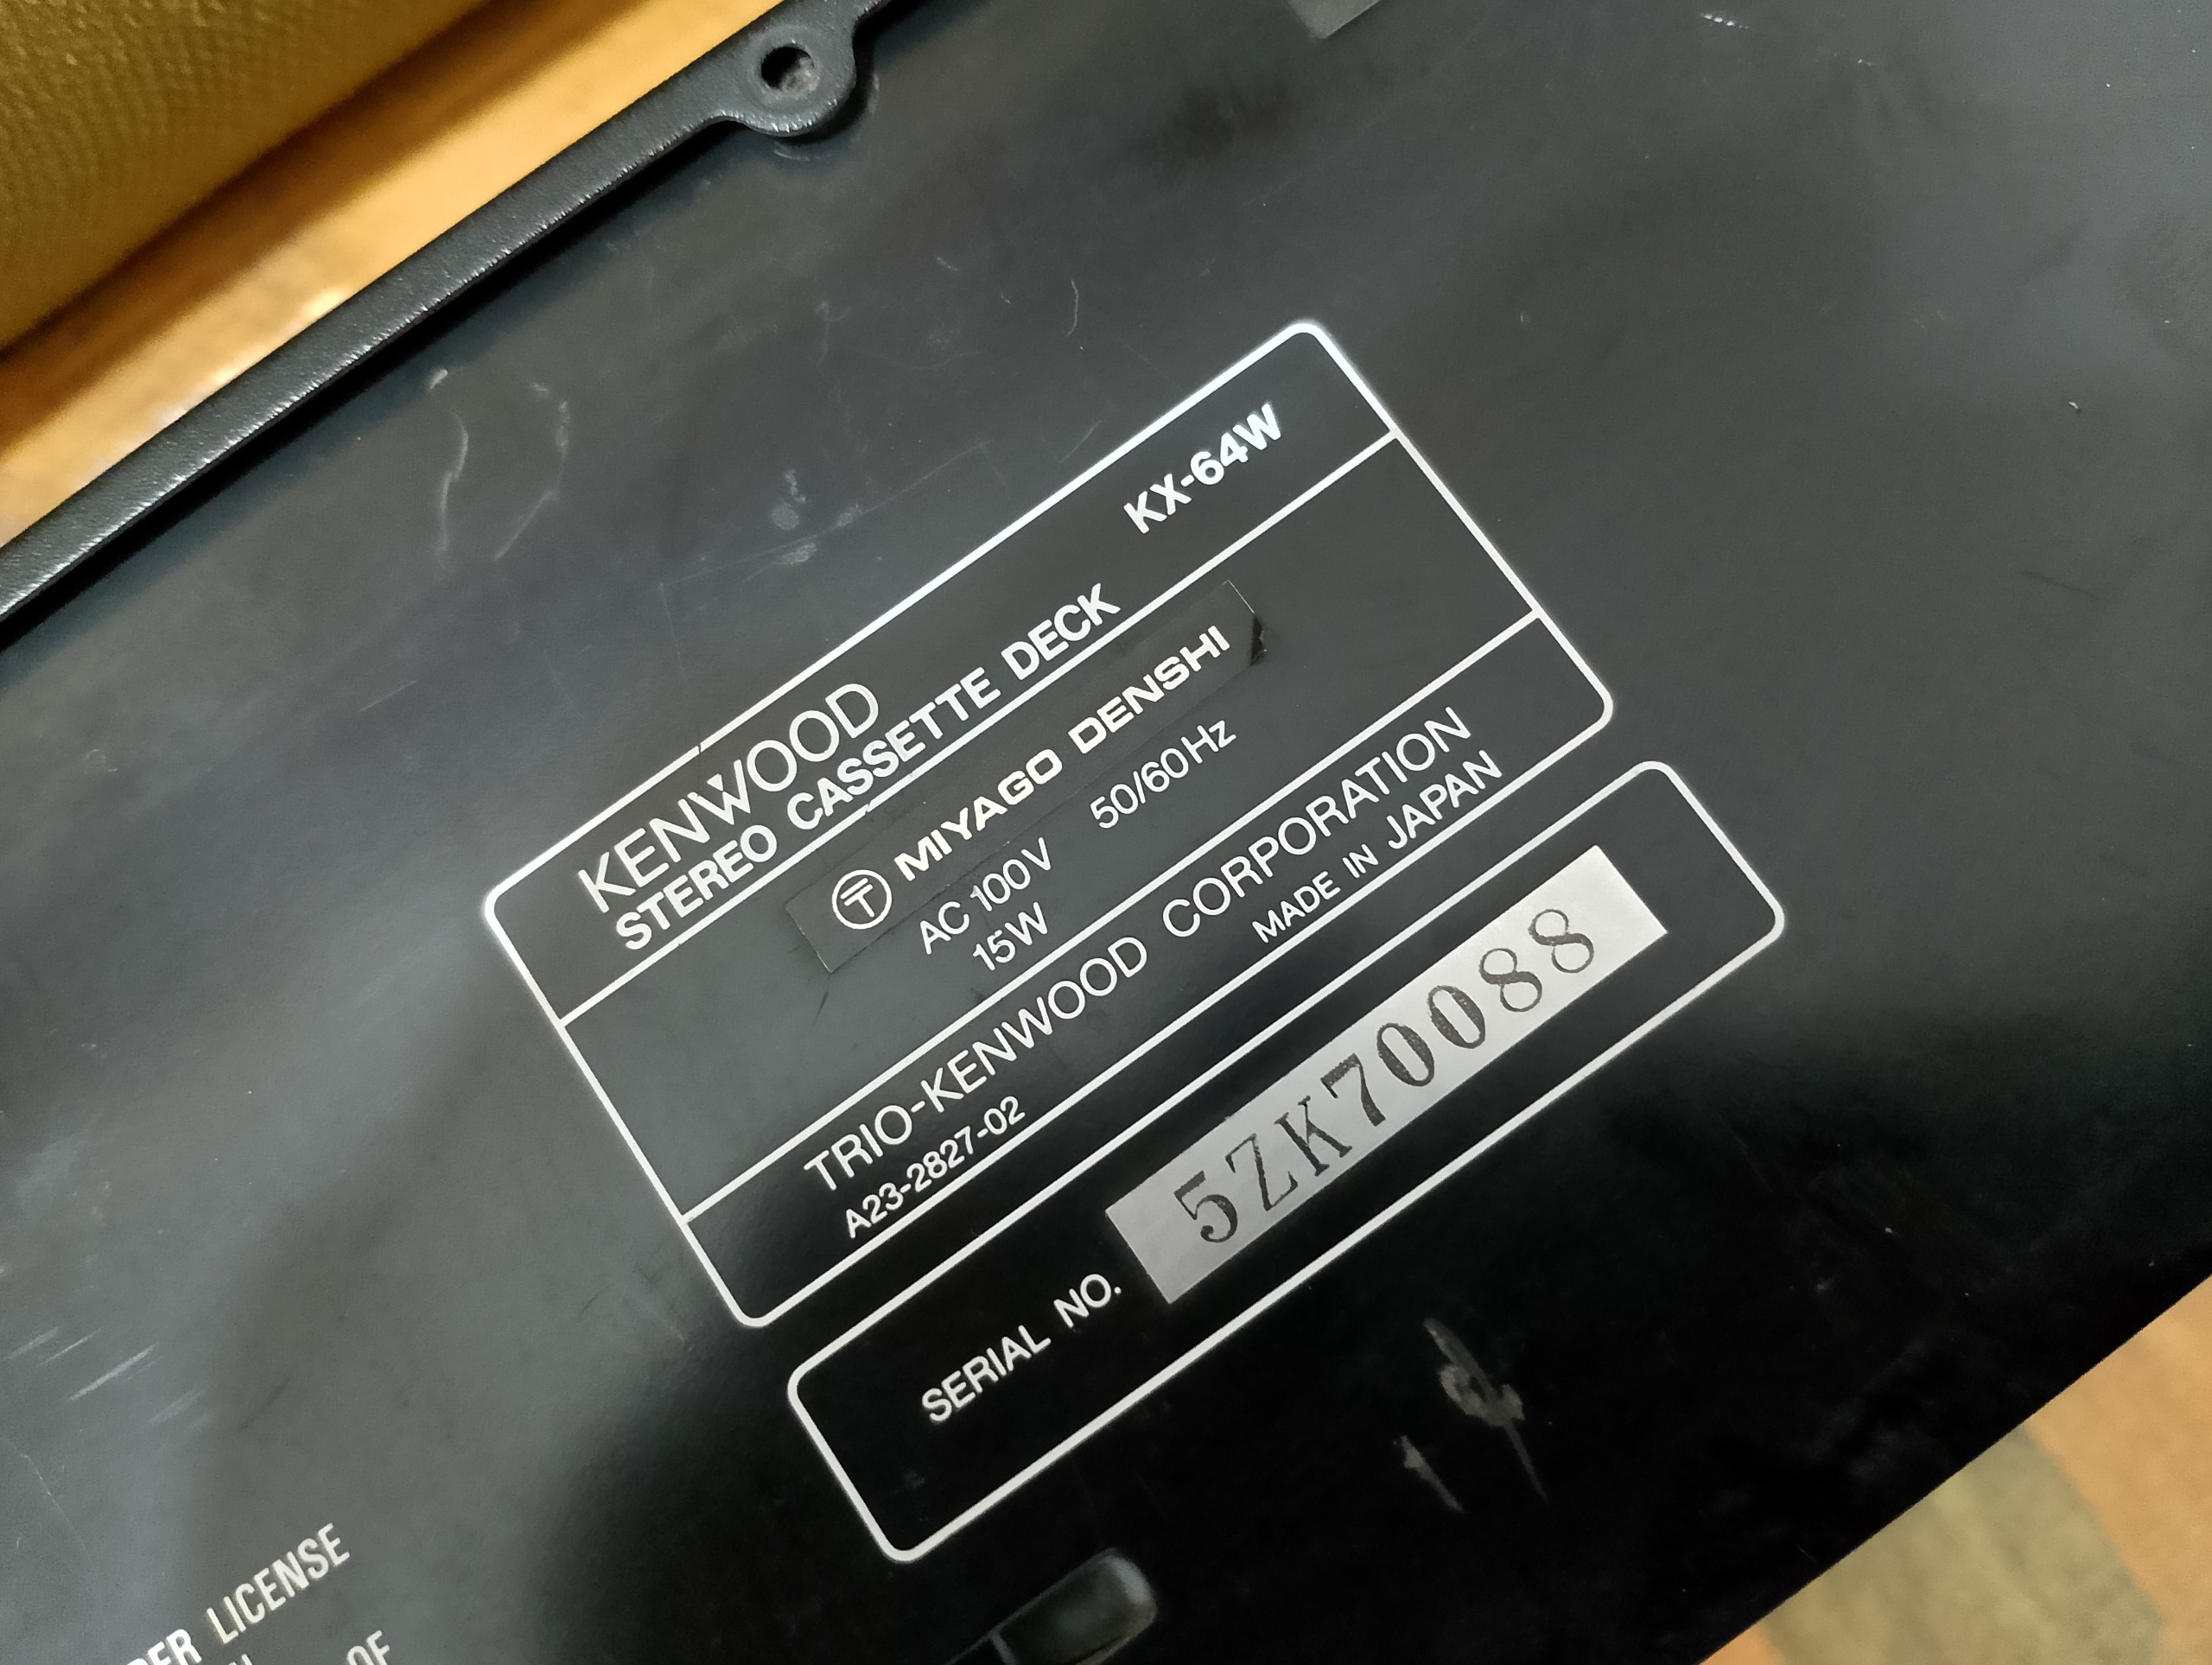 KENWOOD
STEREO CASSETTE DECK KX-64W
MIYAGO DENSHI
AC 100V 50/60Hz
15W
TRIO-KENWOOD CORPORATION
A23-2827-02 MADE IN JAPAN
SERIAL NO. 5ZK70088
LICENSE
OF